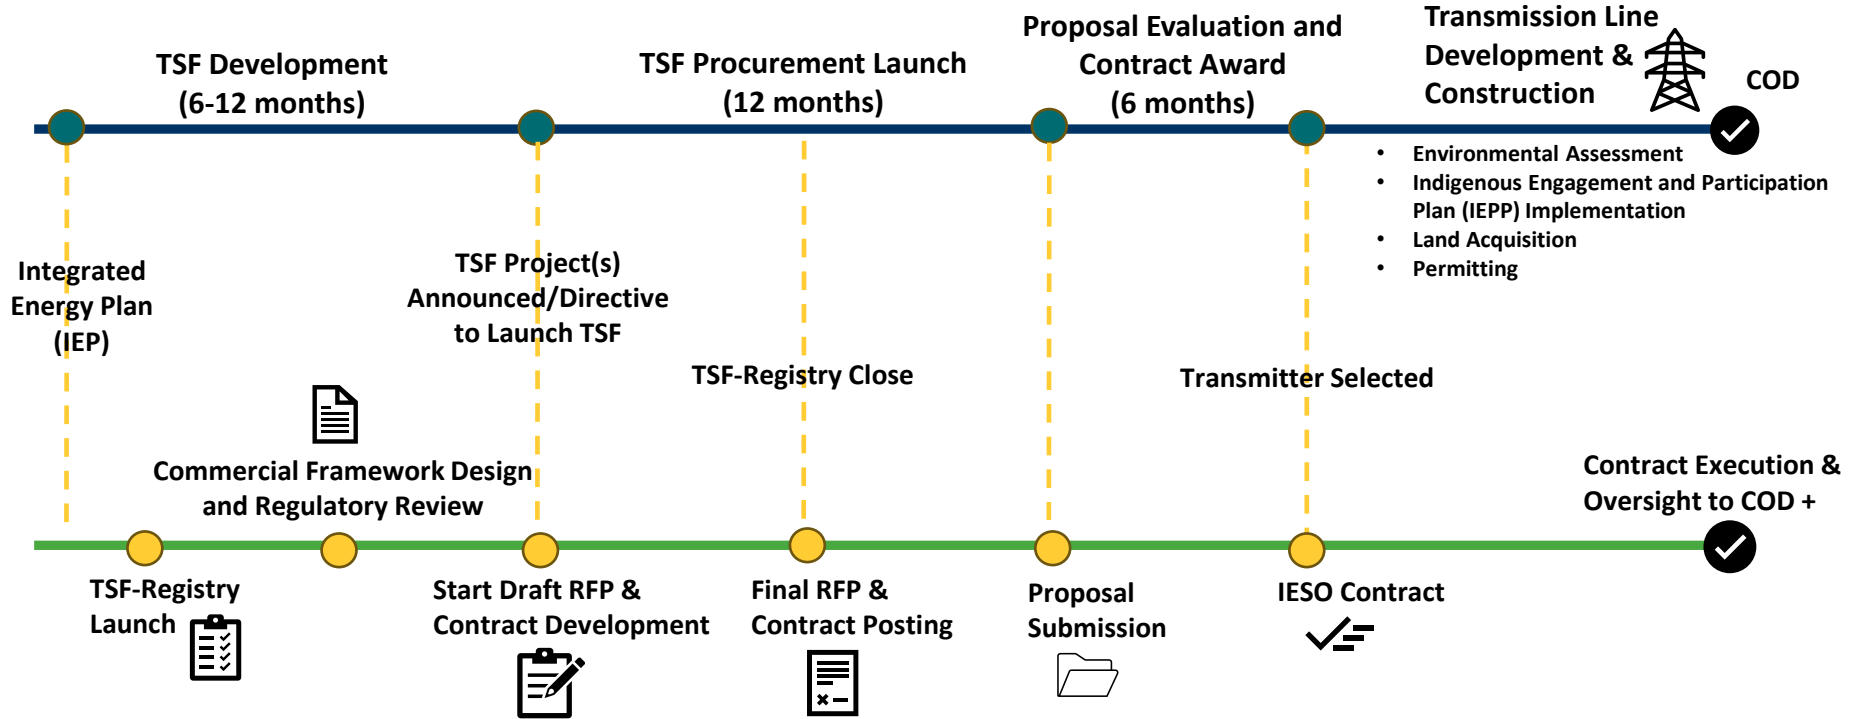 TSF Development
(6-12 months)
TSF Procurement Launch
(12 months)
Proposal Evaluation and
Contract Award
(6 months)
Transmission Line
Development &
Construction
COD
• Environmental Assessment
• Indigenous Engagement and Participation
Plan (IEPP) Implementation
• Land Acquisition
• Permitting
Integrated
Energy Plan
(IEP)
TSF Project(s)
Announced/Directive
to Launch TSF
TSF-Registry Close
Transmitter Selected
Commercial Framework Design
and Regulatory Review
Contract Execution &
Oversight to COD +
TSF-Registry
Launch
Start Draft RFP &
Contract Development
Final RFP &
Contract Posting
Proposal
Submission
IESO Contract